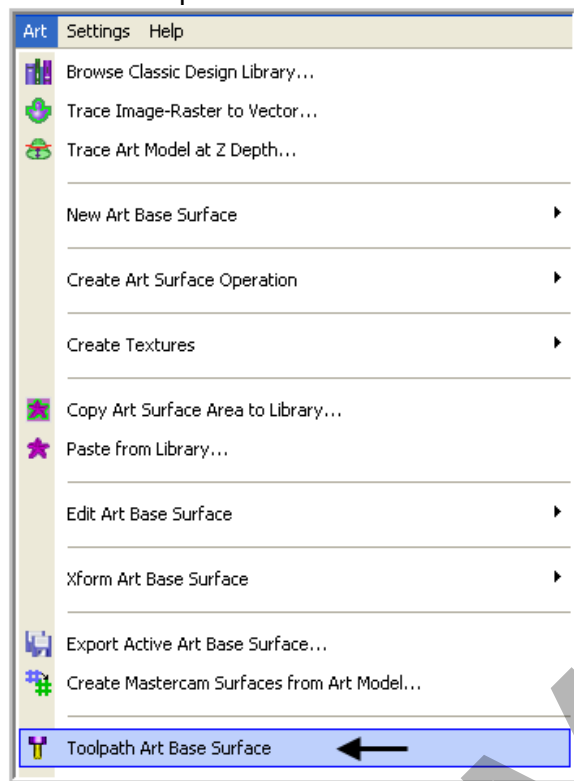 Art Settings Help
Browse Classic Design Library...
Trace Image-Raster to Vector...
Trace Art Model at Z Depth...
New Art Base Surface
Create Art Surface Operation
Create Textures
Copy Art Surface Area to Library...
Paste from Library...
Edit Art Base Surface
Xform Art Base Surface
Export Active Art Base Surface...
Create Mastercam Surfaces from Art Model...
Toolpath Art Base Surface